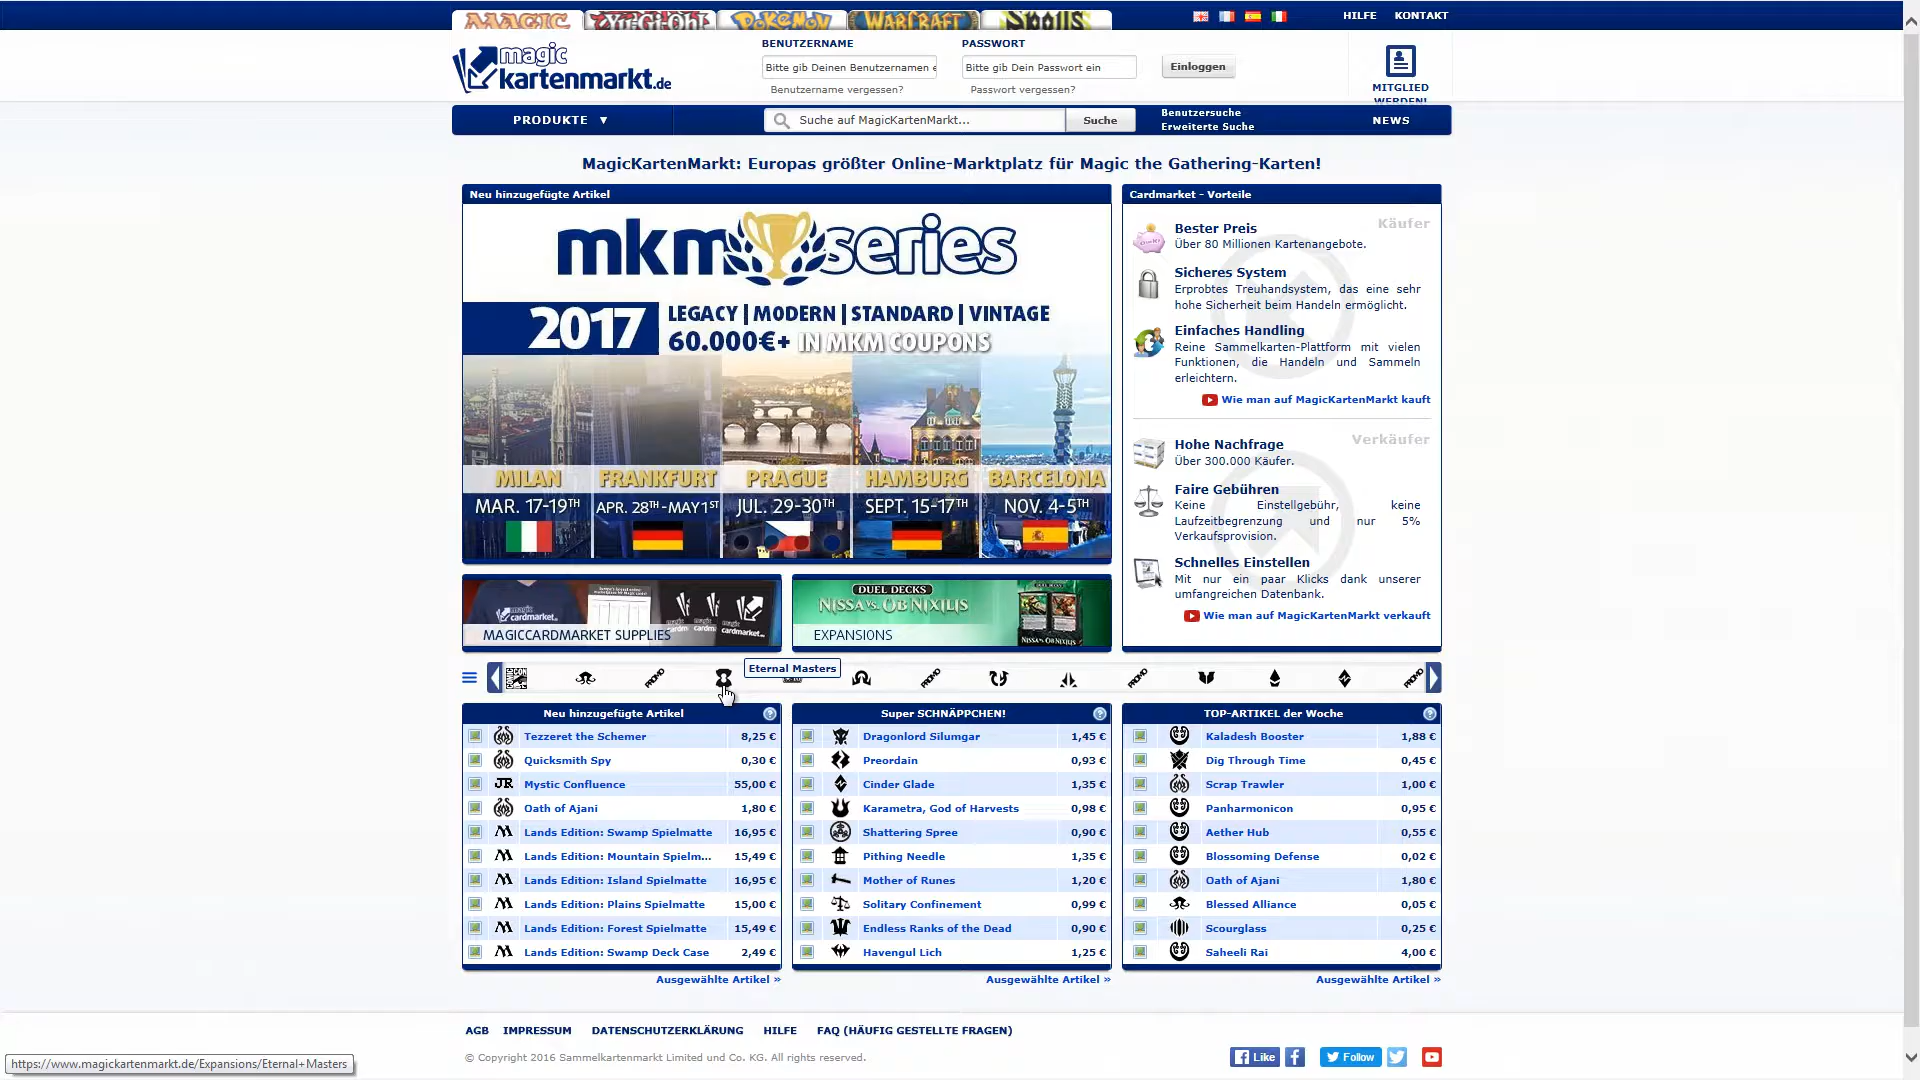 MAGIC YU-GI-OH! POKéMON WARCRAFT SPOILS
HILFE KONTAKT
magic
kartenmarkt.de
BENUTZERNAME PASSWORT
Bitte gib Deinen Benutzernamen e Bitte gib Dein Passwort ein Einloggen
Benutzername vergessen? Passwort vergessen?
MITGLIED
WERDEN!
PRODUKTE ▼ Suche auf MagicKartenMarkt... Suche
Benutzersuche
Erweiterte Suche
NEWS
MagicKartenMarkt: Europas größter Online-Marktplatz für Magic the Gathering-Karten!
Neu hinzugefügte Artikel
mkm series
2017 LEGACY | MODERN | STANDARD | VINTAGE
60.000€+ IN MKM COUPONS
MILAN FRANKFURT PRAGUE HAMBURG BARCELONA
MAR. 17-19TH APR. 28TH-MAY1ST JUL. 29-30TH SEPT. 15-17TH NOV. 4-5TH
MAGICCARDMARKET SUPPLIES
DUEL DECKS
NISSA VS. OB NIXILIS
EXPANSIONS
Cardmarket - Vorteile
Käufer
Bester Preis
Über 80 Millionen Kartenangebote.
Sicheres System
Erprobtes Treuhandsystem, das eine sehr
hohe Sicherheit beim Handeln ermöglicht.
Einfaches Handling
Reine Sammelkarten-Plattform mit vielen
Funktionen, die Handeln und Sammeln
erleichtern.
Wie man auf MagicKartenMarkt kauft
Verkäufer
Hohe Nachfrage
Über 300.000 Käufer.
Faire Gebühren
Keine Einstellgebühr, keine
Laufzeitbegrenzung und nur 5%
Verkaufsprovision.
Schnelles Einstellen
Mit nur ein paar Klicks dank unserer
umfangreichen Datenbank.
Wie man auf MagicKartenMarkt verkauft
PROMO Eternal Masters PROMO PROMO PROMO
Neu hinzugefügte Artikel
Tezzeret the Schemer 8,25 €
Quicksmith Spy 0,30 €
JR Mystic Confluence 55,00 €
Oath of Ajani 1,80 €
Lands Edition: Swamp Spielmatte 16,95 €
Lands Edition: Mountain Spielm... 15,49 €
Lands Edition: Island Spielmatte 16,95 €
Lands Edition: Plains Spielmatte 15,00 €
Lands Edition: Forest Spielmatte 15,49 €
Lands Edition: Swamp Deck Case 2,49 €
Ausgewählte Artikel »
Super SCHNÄPPCHEN!
Dragonlord Silumgar 1,45 €
Preordain 0,93 €
Cinder Glade 1,35 €
Karametra, God of Harvests 0,98 €
Shattering Spree 0,90 €
Pithing Needle 1,35 €
Mother of Runes 1,20 €
Solitary Confinement 0,99 €
Endless Ranks of the Dead 0,90 €
Havengul Lich 1,25 €
Ausgewählte Artikel »
TOP-ARTIKEL der Woche
Kaladesh Booster 1,88 €
Dig Through Time 0,45 €
Scrap Trawler 1,00 €
Panharmonicon 0,95 €
Aether Hub 0,55 €
Blossoming Defense 0,02 €
Oath of Ajani 1,80 €
Blessed Alliance 0,05 €
Scourglass 0,25 €
Saheeli Rai 4,00 €
Ausgewählte Artikel »
AGB IMPRESSUM DATENSCHUTZERKLÄRUNG HILFE FAQ (HÄUFIG GESTELLTE FRAGEN)
© Copyright 2016 Sammelkartenmarkt Limited und Co. KG. All rights reserved.
Like Follow
https://www.magickartenmarkt.de/Expansions/Eternal+Masters